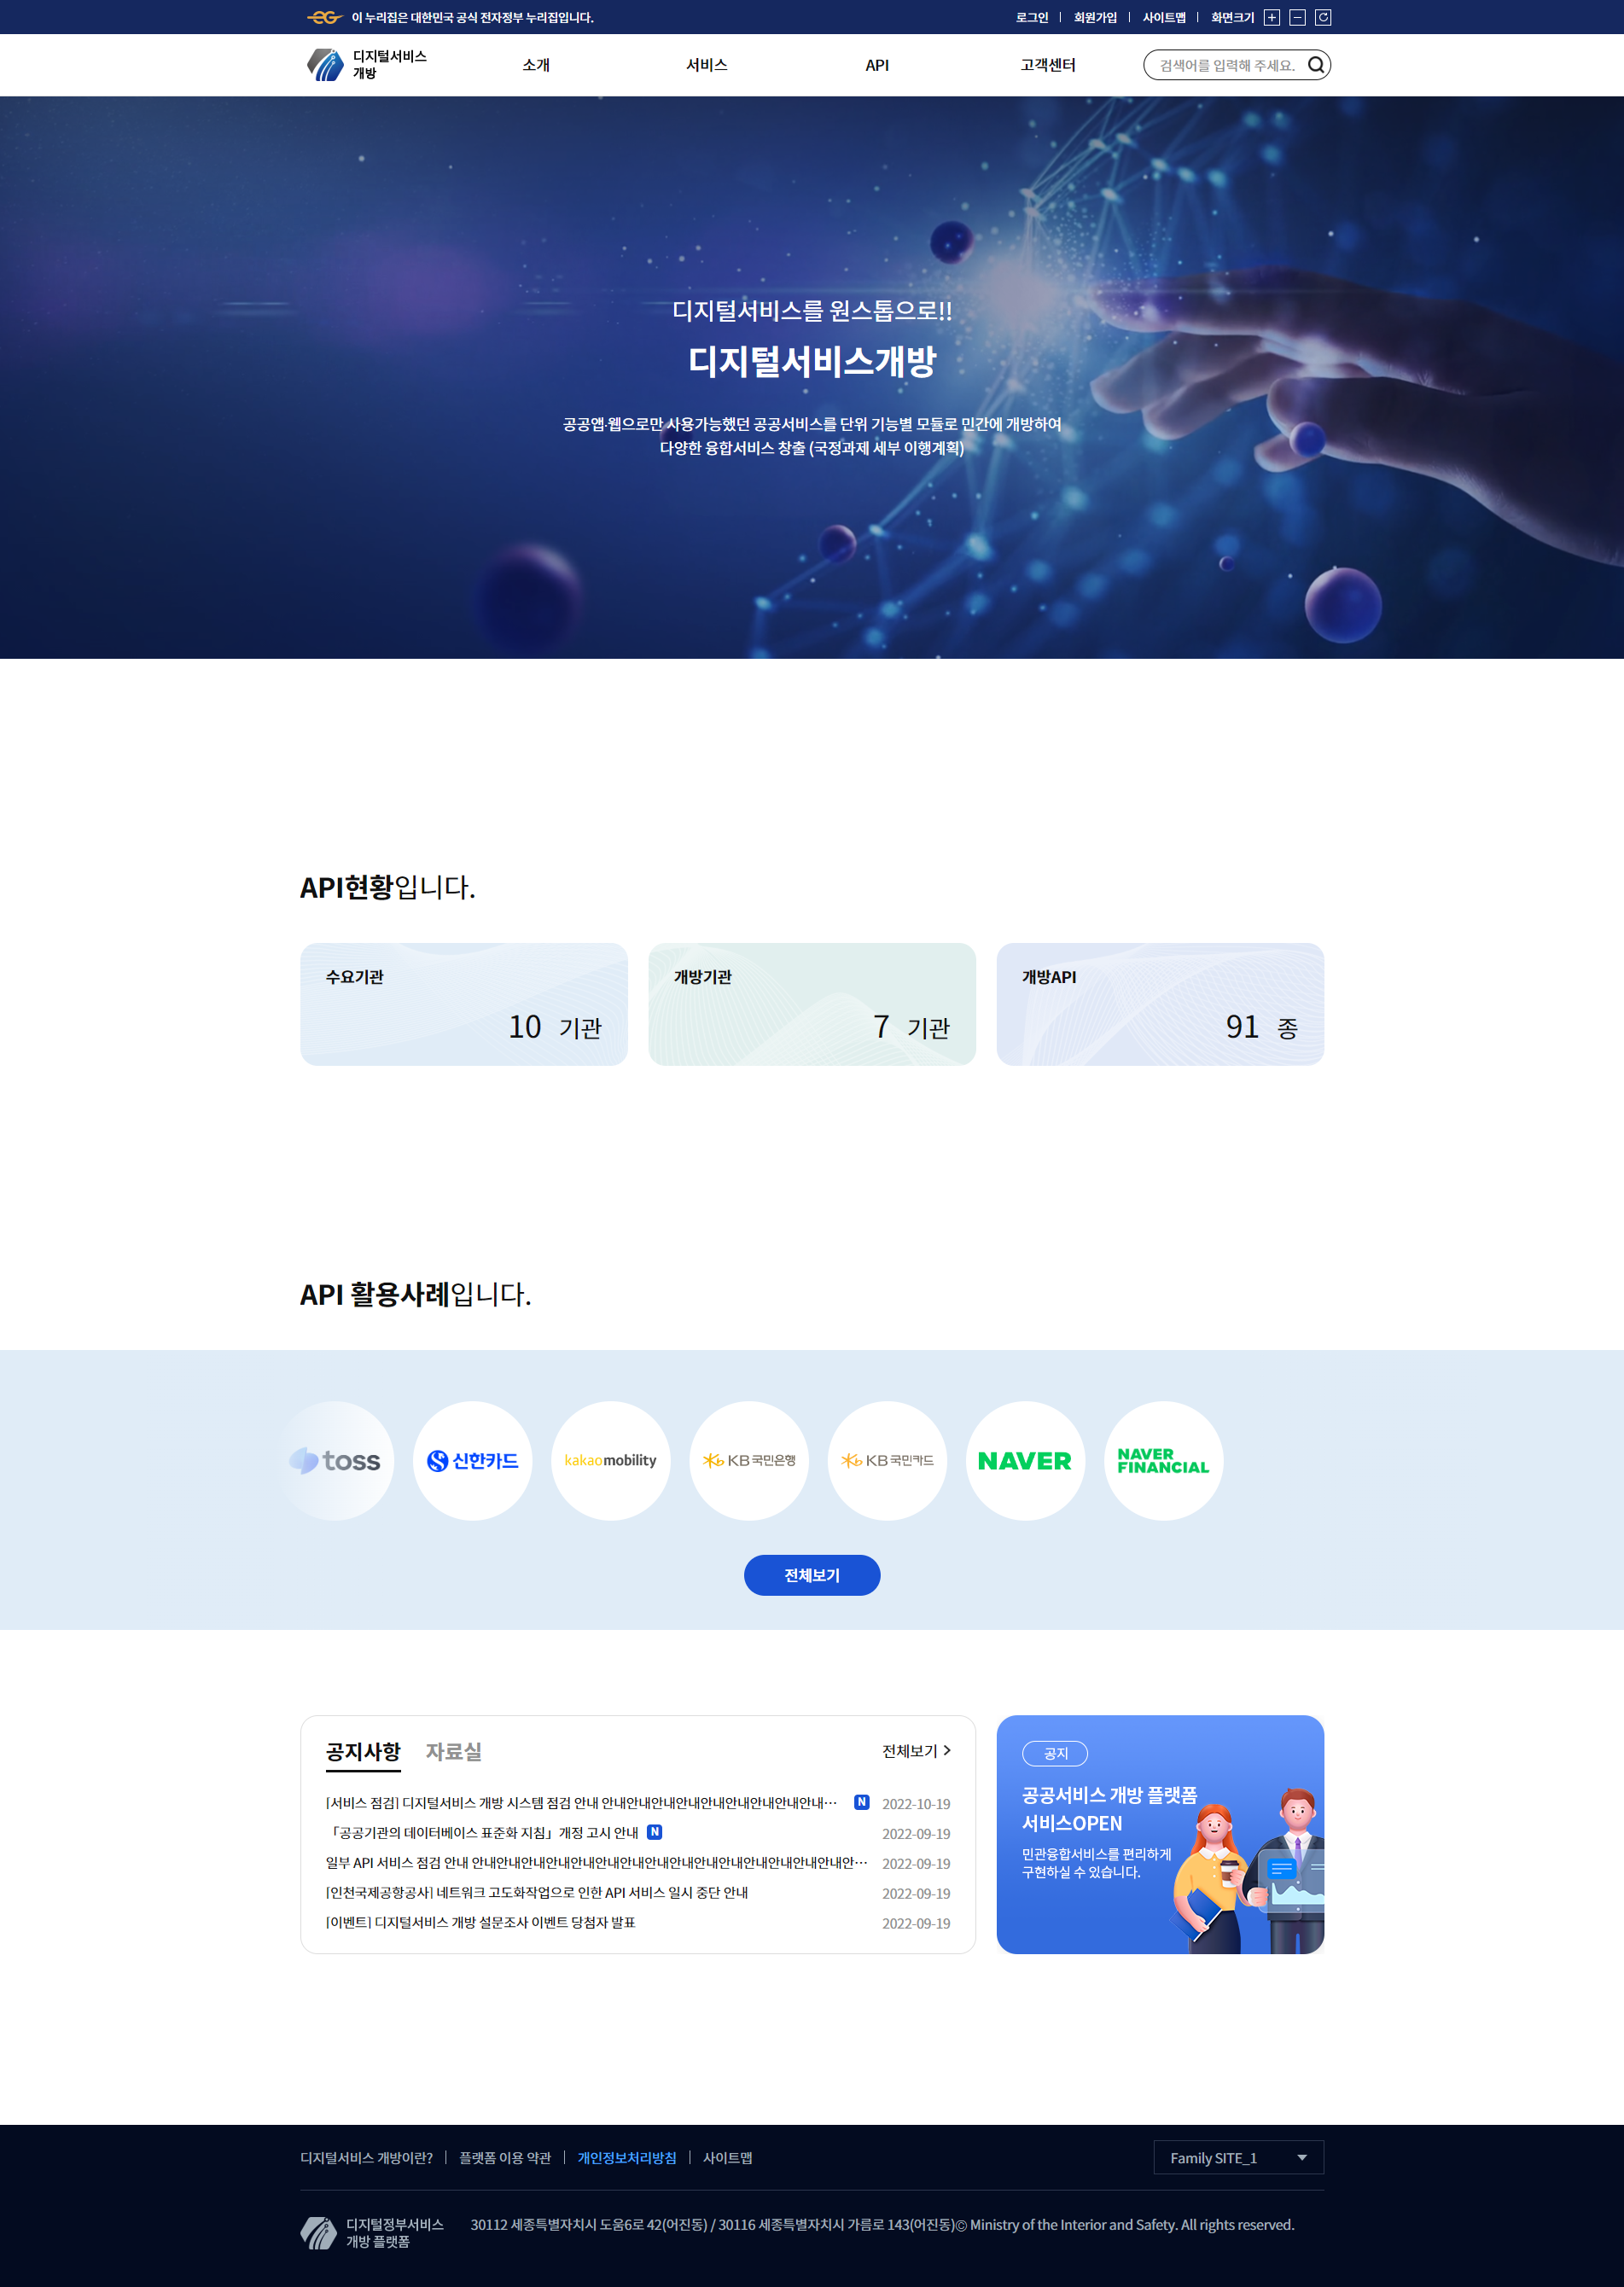 이 누리집은 대한민국 공식 전자정부 누리집입니다.
로그인 회원가입 사이트맵 화면크기
디지털서비스
개방
소개 서비스 API 고객센터
검색어를 입력해 주세요.
디지털서비스를 원스톱으로!!
디지털서비스개방
공공앱·웹으로만 사용가능했던 공공서비스를 단위 기능별 모듈로 민간에 개방하여
다양한 융합서비스 창출 (국정과제 세부 이행계획)
API현황입니다.
수요기관
10 기관
개방기관
7 기관
개방API
91 종
API 활용사례입니다.
toss
신한카드
kakaomobility
KB국민은행
KB국민카드
NAVER
NAVER
FINANCIAL
전체보기
공지사항 자료실 전체보기
[서비스 점검] 디지털서비스 개방 시스템 점검 안내 안내안내안내안내안내안내안내안내안내… N 2022-10-19
「공공기관의 데이터베이스 표준화 지침」개정 고시 안내 N 2022-09-19
일부 API 서비스 점검 안내 안내안내안내안내안내안내안내안내안내안내안내안내안내안내안내안… 2022-09-19
[인천국제공항공사] 네트워크 고도화작업으로 인한 API 서비스 일시 중단 안내 2022-09-19
[이벤트] 디지털서비스 개방 설문조사 이벤트 당첨자 발표 2022-09-19
공지
공공서비스 개방 플랫폼
서비스OPEN
민관융합서비스를 편리하게
구현하실 수 있습니다.
디지털서비스 개방이란? 플랫폼 이용 약관 개인정보처리방침 사이트맵
Family SITE_1
디지털정부서비스
개방 플랫폼
30112 세종특별자치시 도움6로 42(어진동) / 30116 세종특별자치시 가름로 143(어진동)© Ministry of the Interior and Safety. All rights reserved.